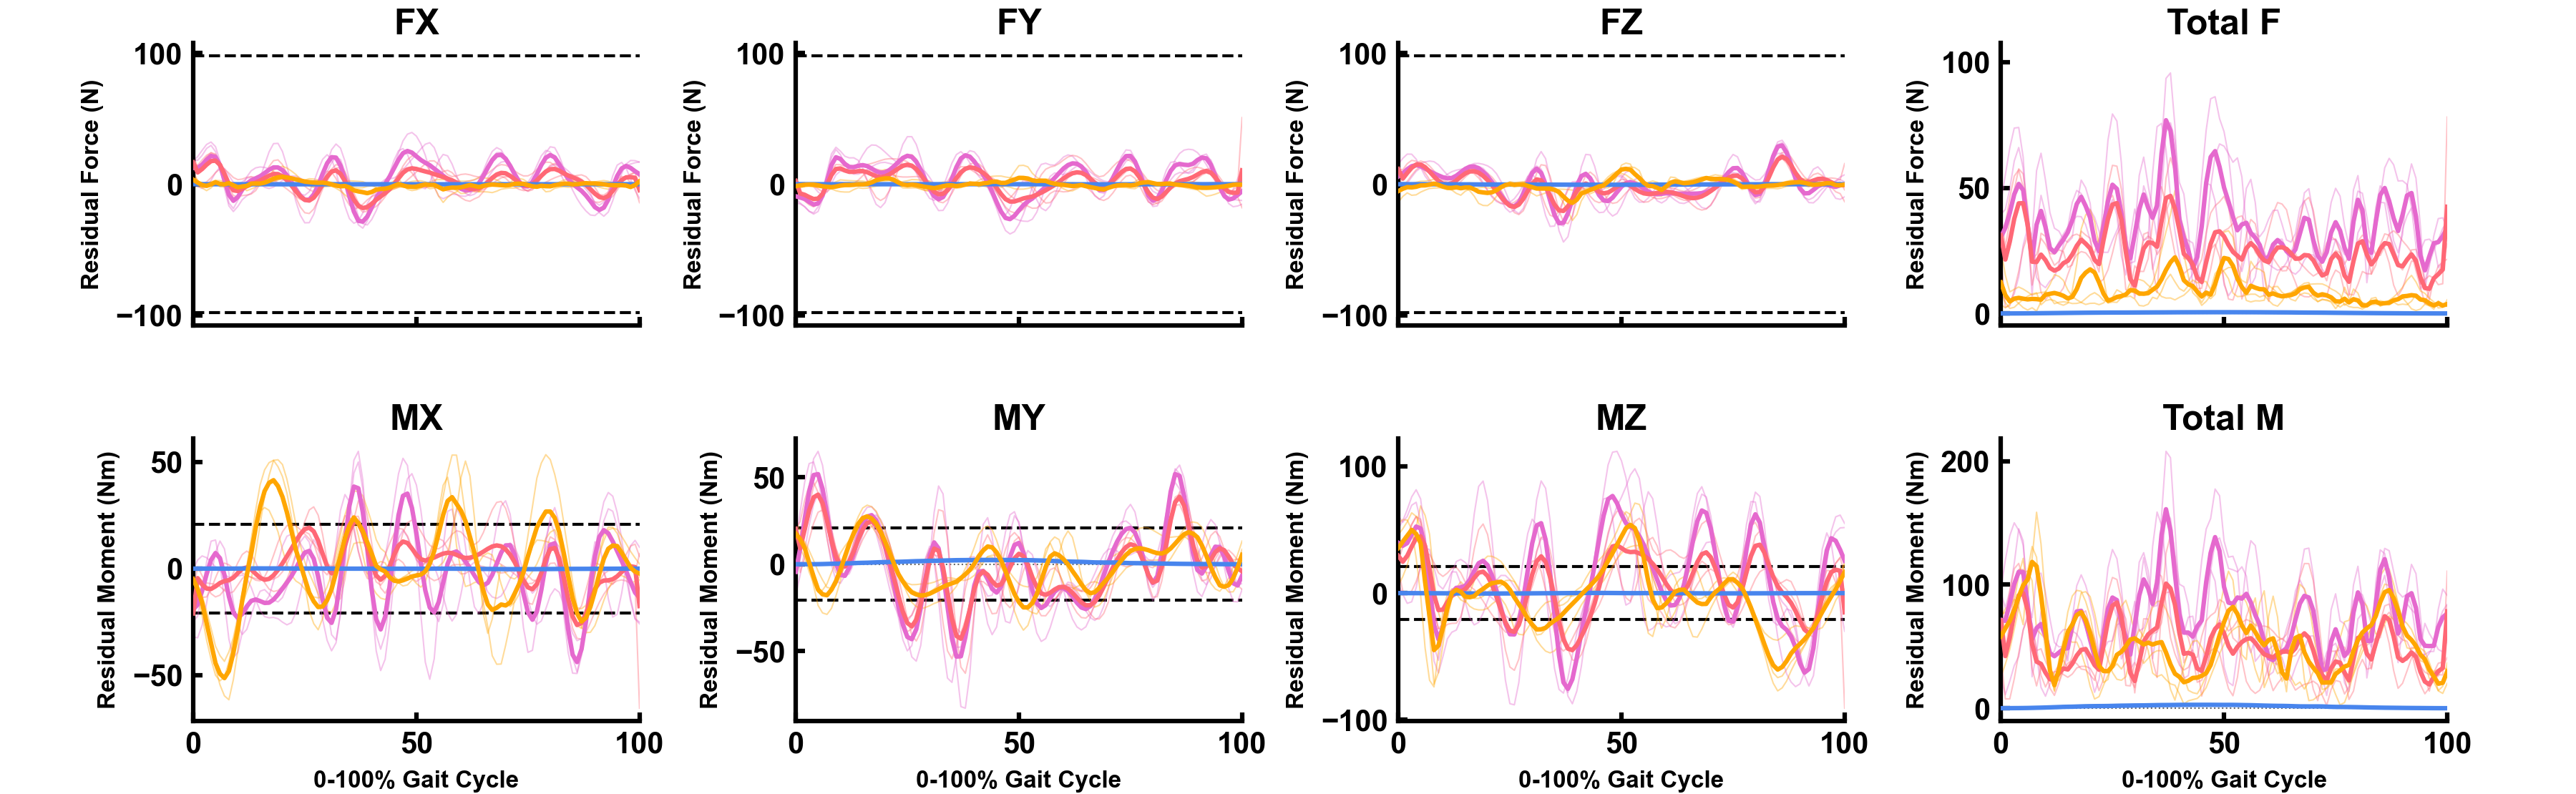 FX
FY
FZ
Total F
Residual Force (N)
100
0
−100
Residual Force (N)
100
0
−100
Residual Force (N)
100
0
−100
Residual Force (N)
100
50
0
MX
MY
MZ
Total M
Residual Moment (Nm)
50
0
−50
0 50 100
0-100% Gait Cycle
Residual Moment (Nm)
50
0
−50
0 50 100
0-100% Gait Cycle
Residual Moment (Nm)
100
0
−100
0 50 100
0-100% Gait Cycle
Residual Moment (Nm)
200
100
0
0 50 100
0-100% Gait Cycle